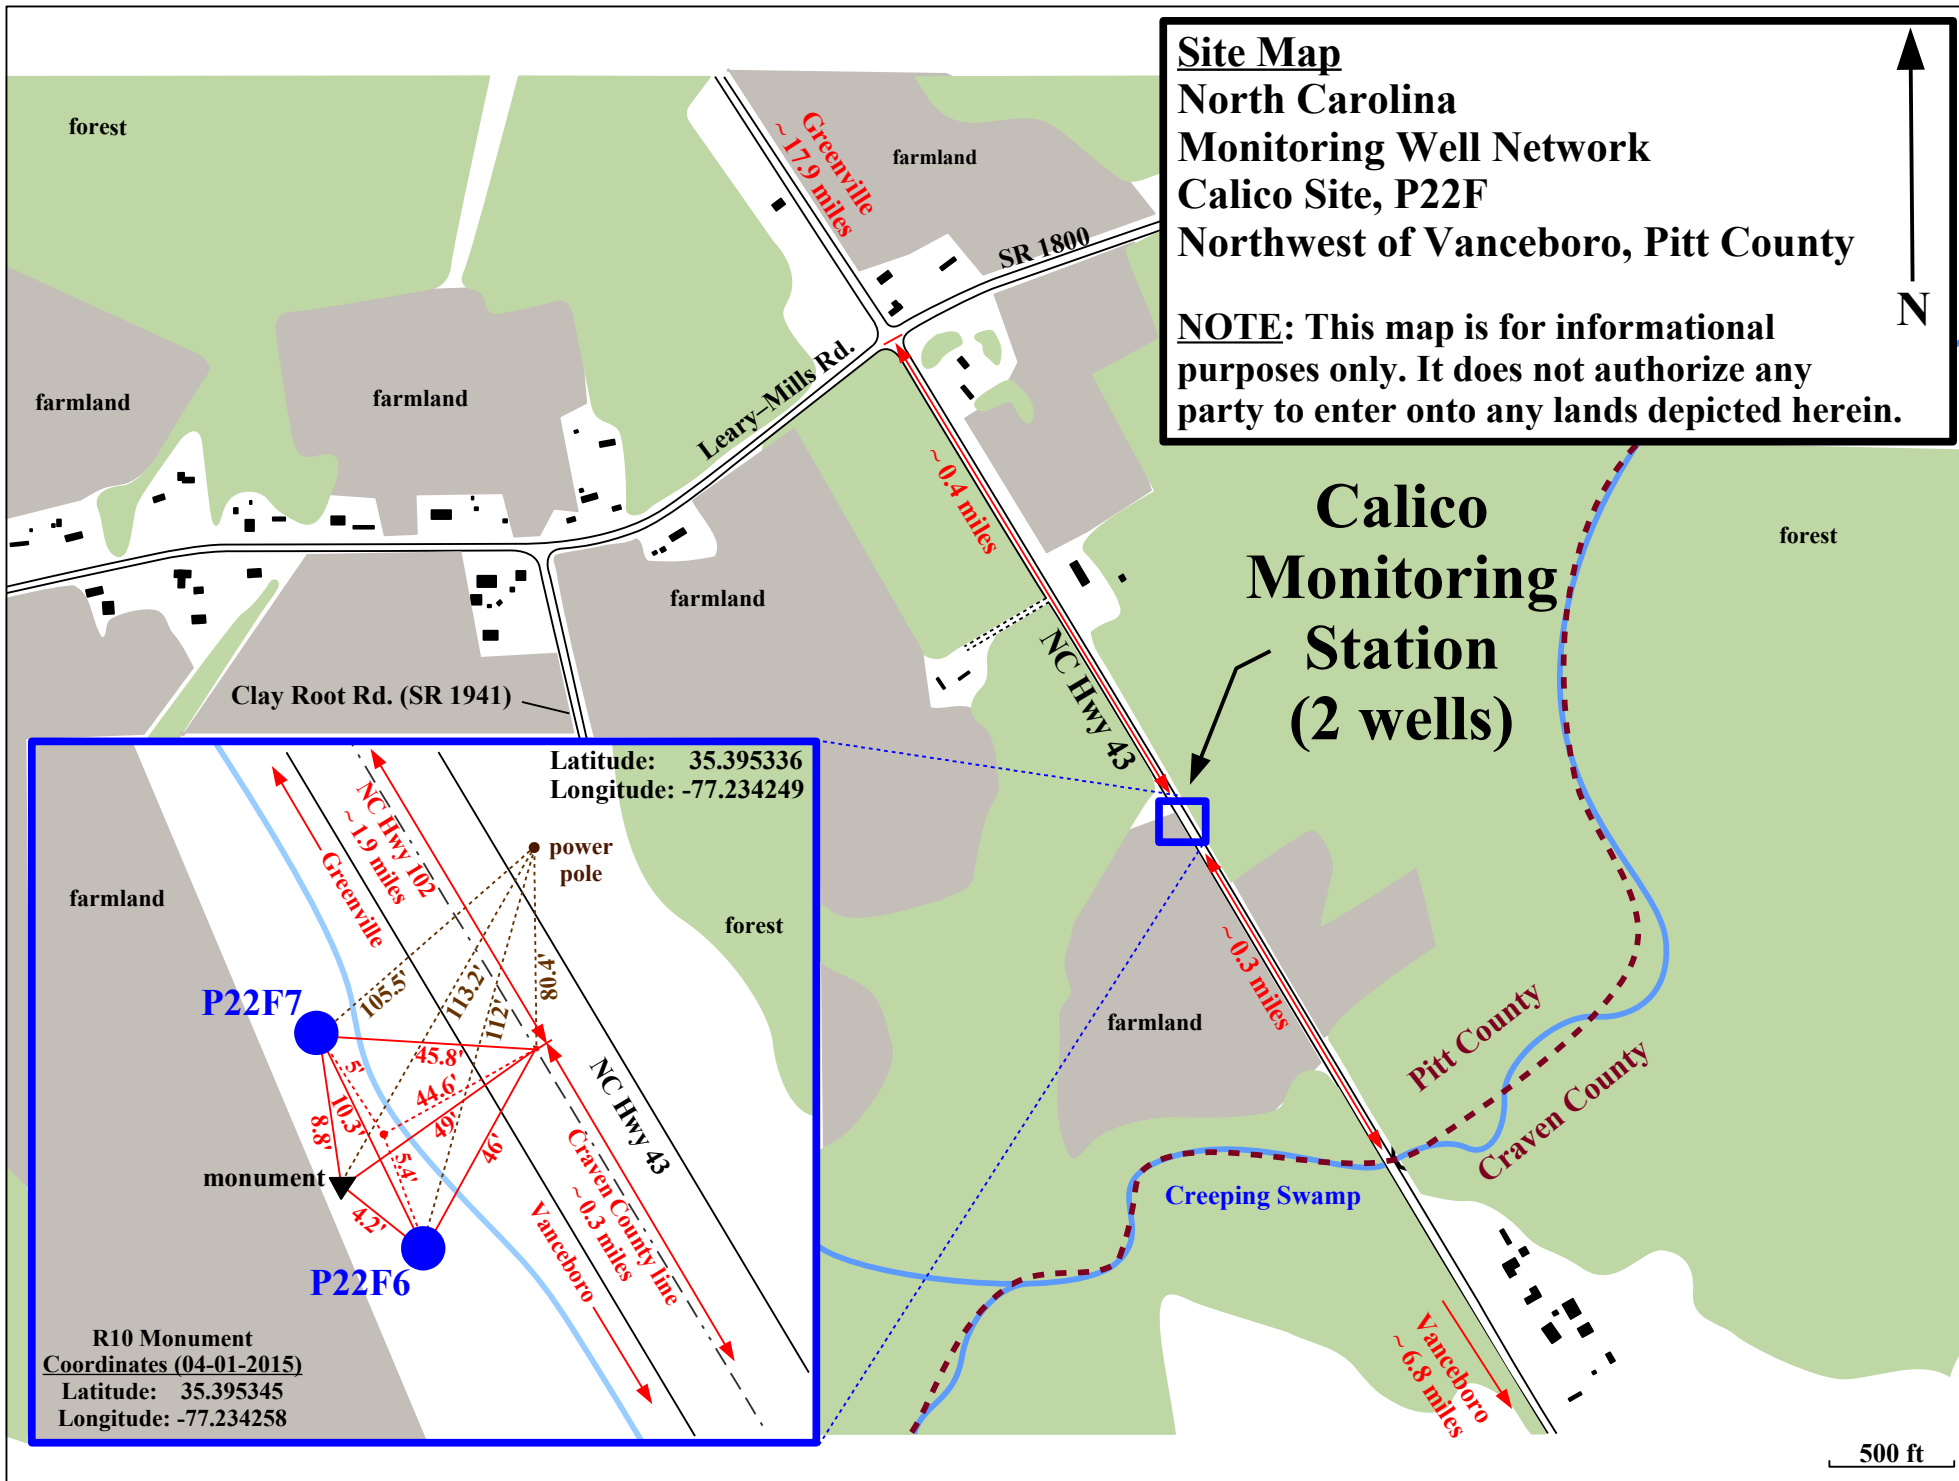 Site Map
North Carolina
Monitoring Well Network
Calico Site, P22F
Northwest of Vanceboro, Pitt County
NOTE: This map is for informational
purposes only. It does not authorize any
party to enter onto any lands depicted herein.
N
forest
Greenville
~ 17.9 miles
farmland
SR 1800
farmland
farmland
Leary–Mills Rd.
~ 0.4 miles
Calico
Monitoring
Station
(2 wells)
forest
farmland
NC Hwy 43
Clay Root Rd. (SR 1941)
Latitude: 35.395336
Longitude: -77.234249
NC Hwy 102
~ 1.9 miles
Greenville
power
pole
farmland
forest
105.5'
113.2'
112'
80.4'
P22F7
45.8'
5'
44.6'
10.3'
49'
8.8'
46'
5.4'
monument
4.2'
P22F6
NC Hwy 43
Craven County line
~ 0.3 miles
Vanceboro
R10 Monument
Coordinates (04-01-2015)
Latitude: 35.395345
Longitude: -77.234258
~ 0.3 miles
farmland
Pitt County
Craven County
Creeping Swamp
Vanceboro
~ 6.8 miles
500 ft